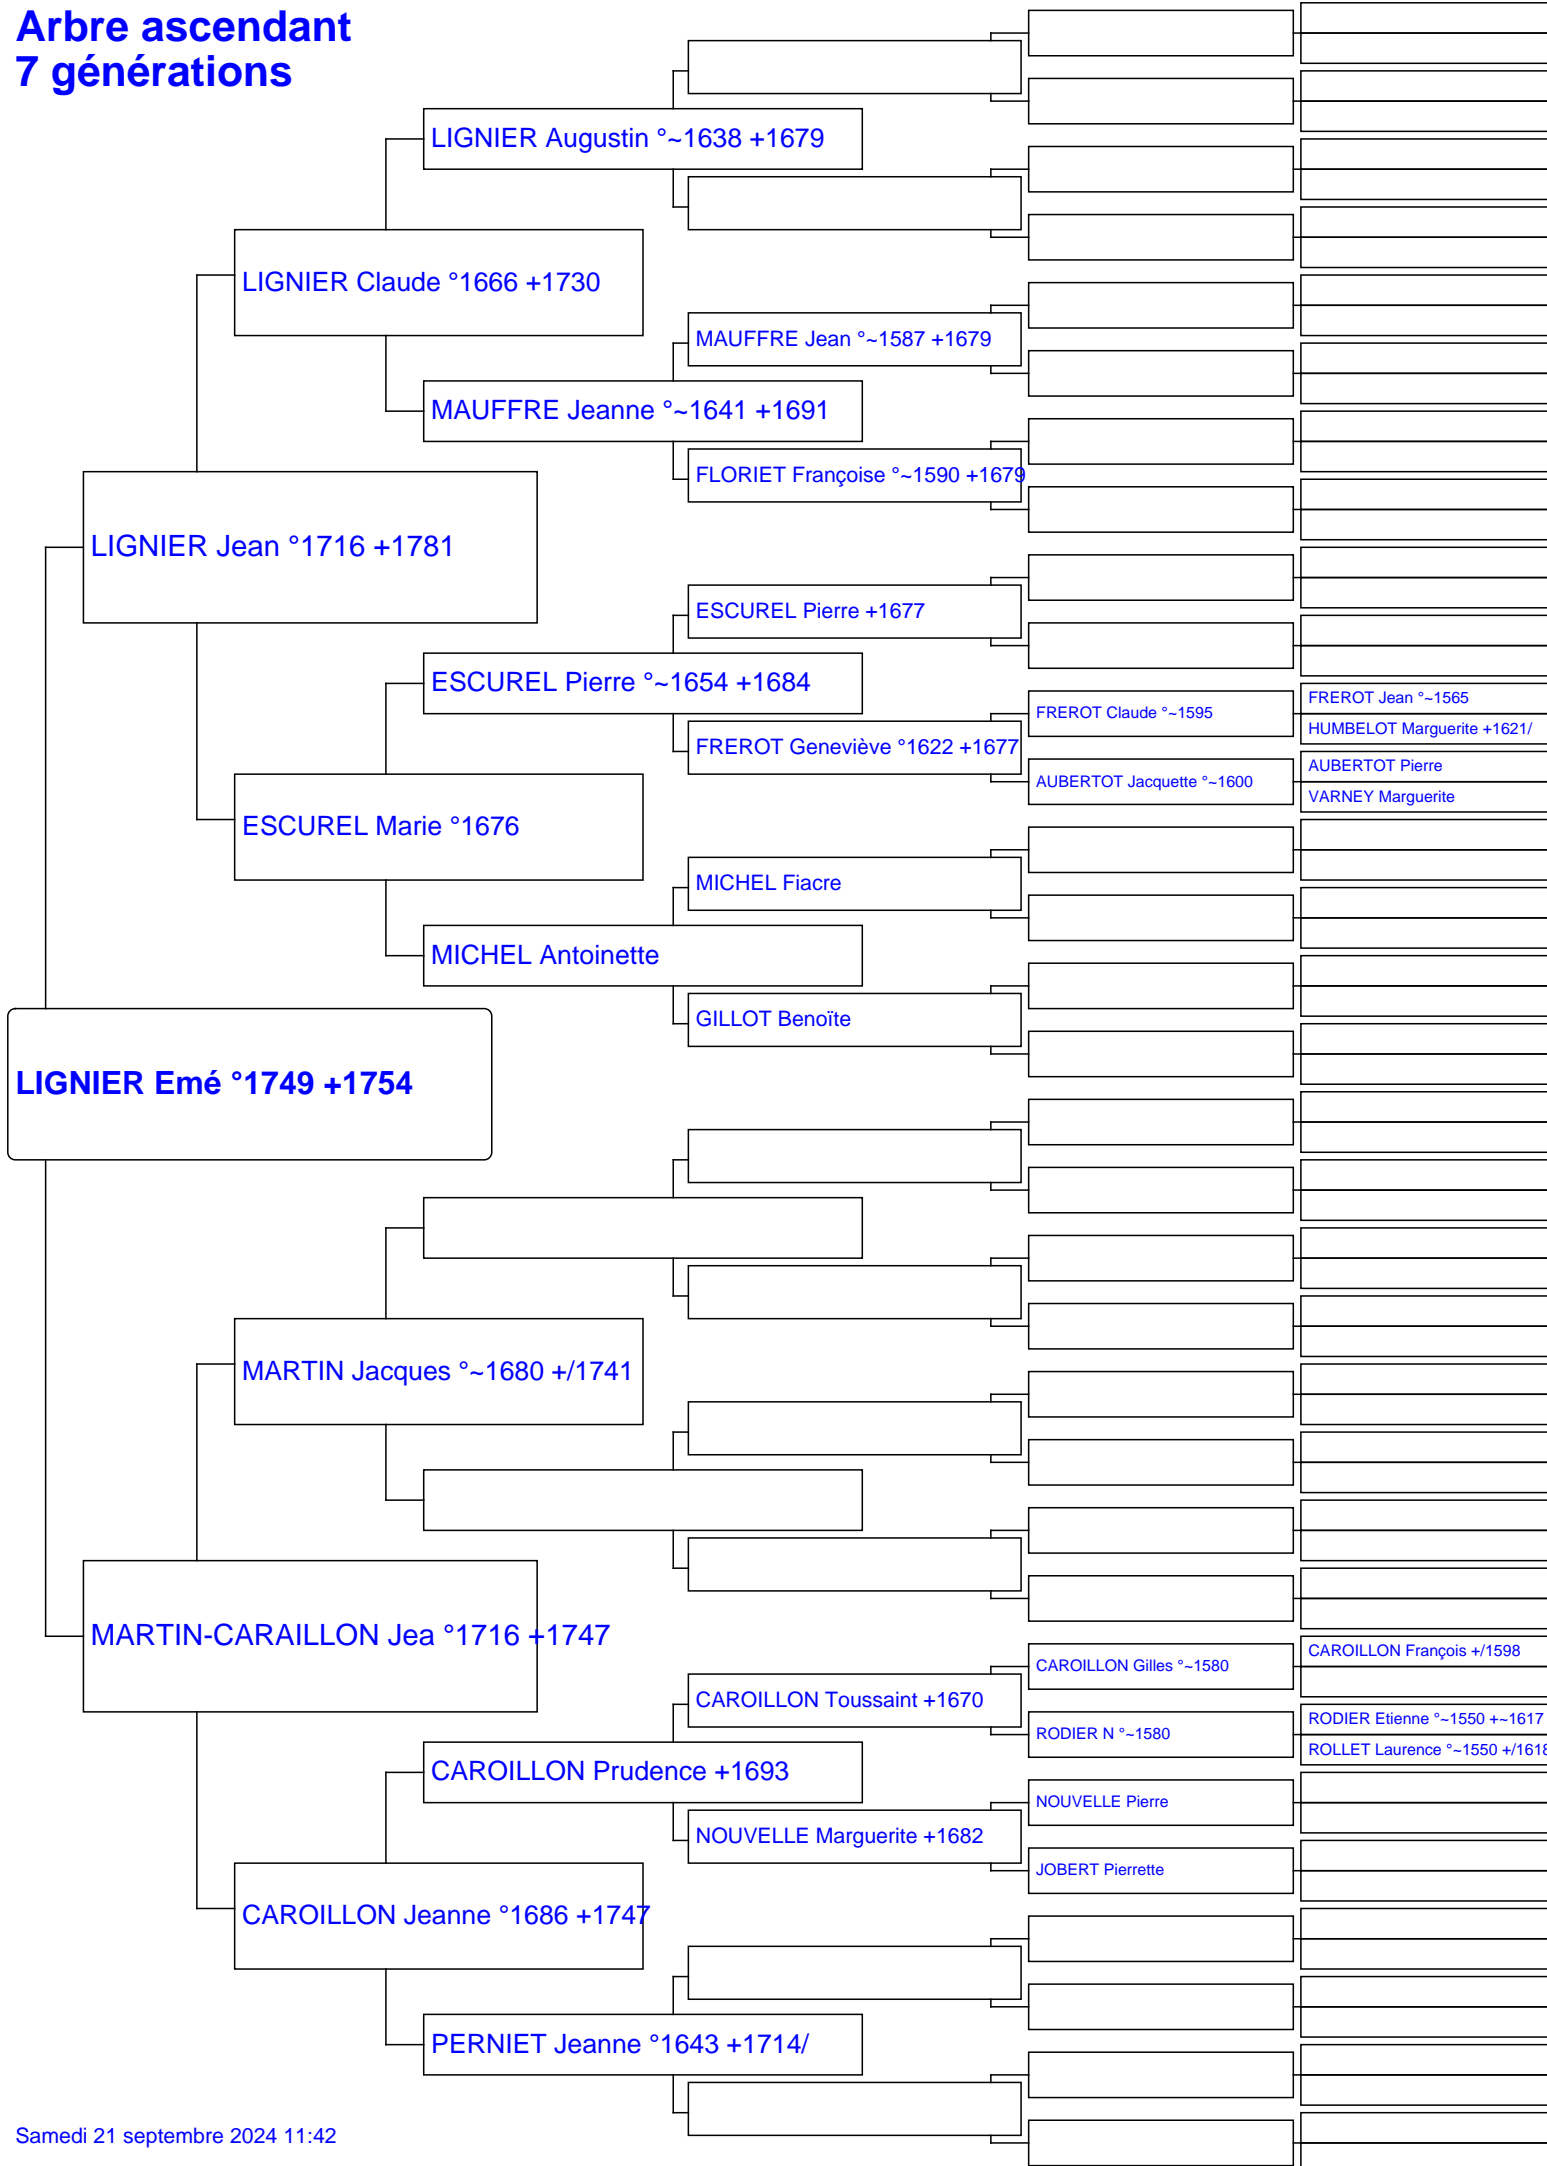 Arbre ascendant
7 générations
LIGNIER Augustin °~1638 +1679
LIGNIER Claude °1666 +1730
MAUFFRE Jean °~1587 +1679
MAUFFRE Jeanne °~1641 +1691
FLORIET Françoise °~1590 +1679
LIGNIER Jean °1716 +1781
ESCUREL Pierre +1677
ESCUREL Pierre °~1654 +1684
FREROT Jean °~1565
FREROT Claude °~1595
HUMBELOT Marguerite +1621/
FREROT Geneviève °1622 +1677
AUBERTOT Pierre
AUBERTOT Jacquette °~1600
VARNEY Marguerite
ESCUREL Marie °1676
MICHEL Fiacre
MICHEL Antoinette
GILLOT Benoïte
LIGNIER Emé °1749 +1754
MARTIN Jacques °~1680 +/1741
MARTIN-CARAILLON Jea °1716 +1747
CAROILLON François +/1598
CAROILLON Gilles °~1580
CAROILLON Toussaint +1670
RODIER Etienne °~1550 +~1617
RODIER N °~1580
ROLLET Laurence °~1550 +/1618
CAROILLON Prudence +1693
NOUVELLE Pierre
NOUVELLE Marguerite +1682
JOBERT Pierrette
CAROILLON Jeanne °1686 +1747
PERNIET Jeanne °1643 +1714/
Samedi 21 septembre 2024 11:42